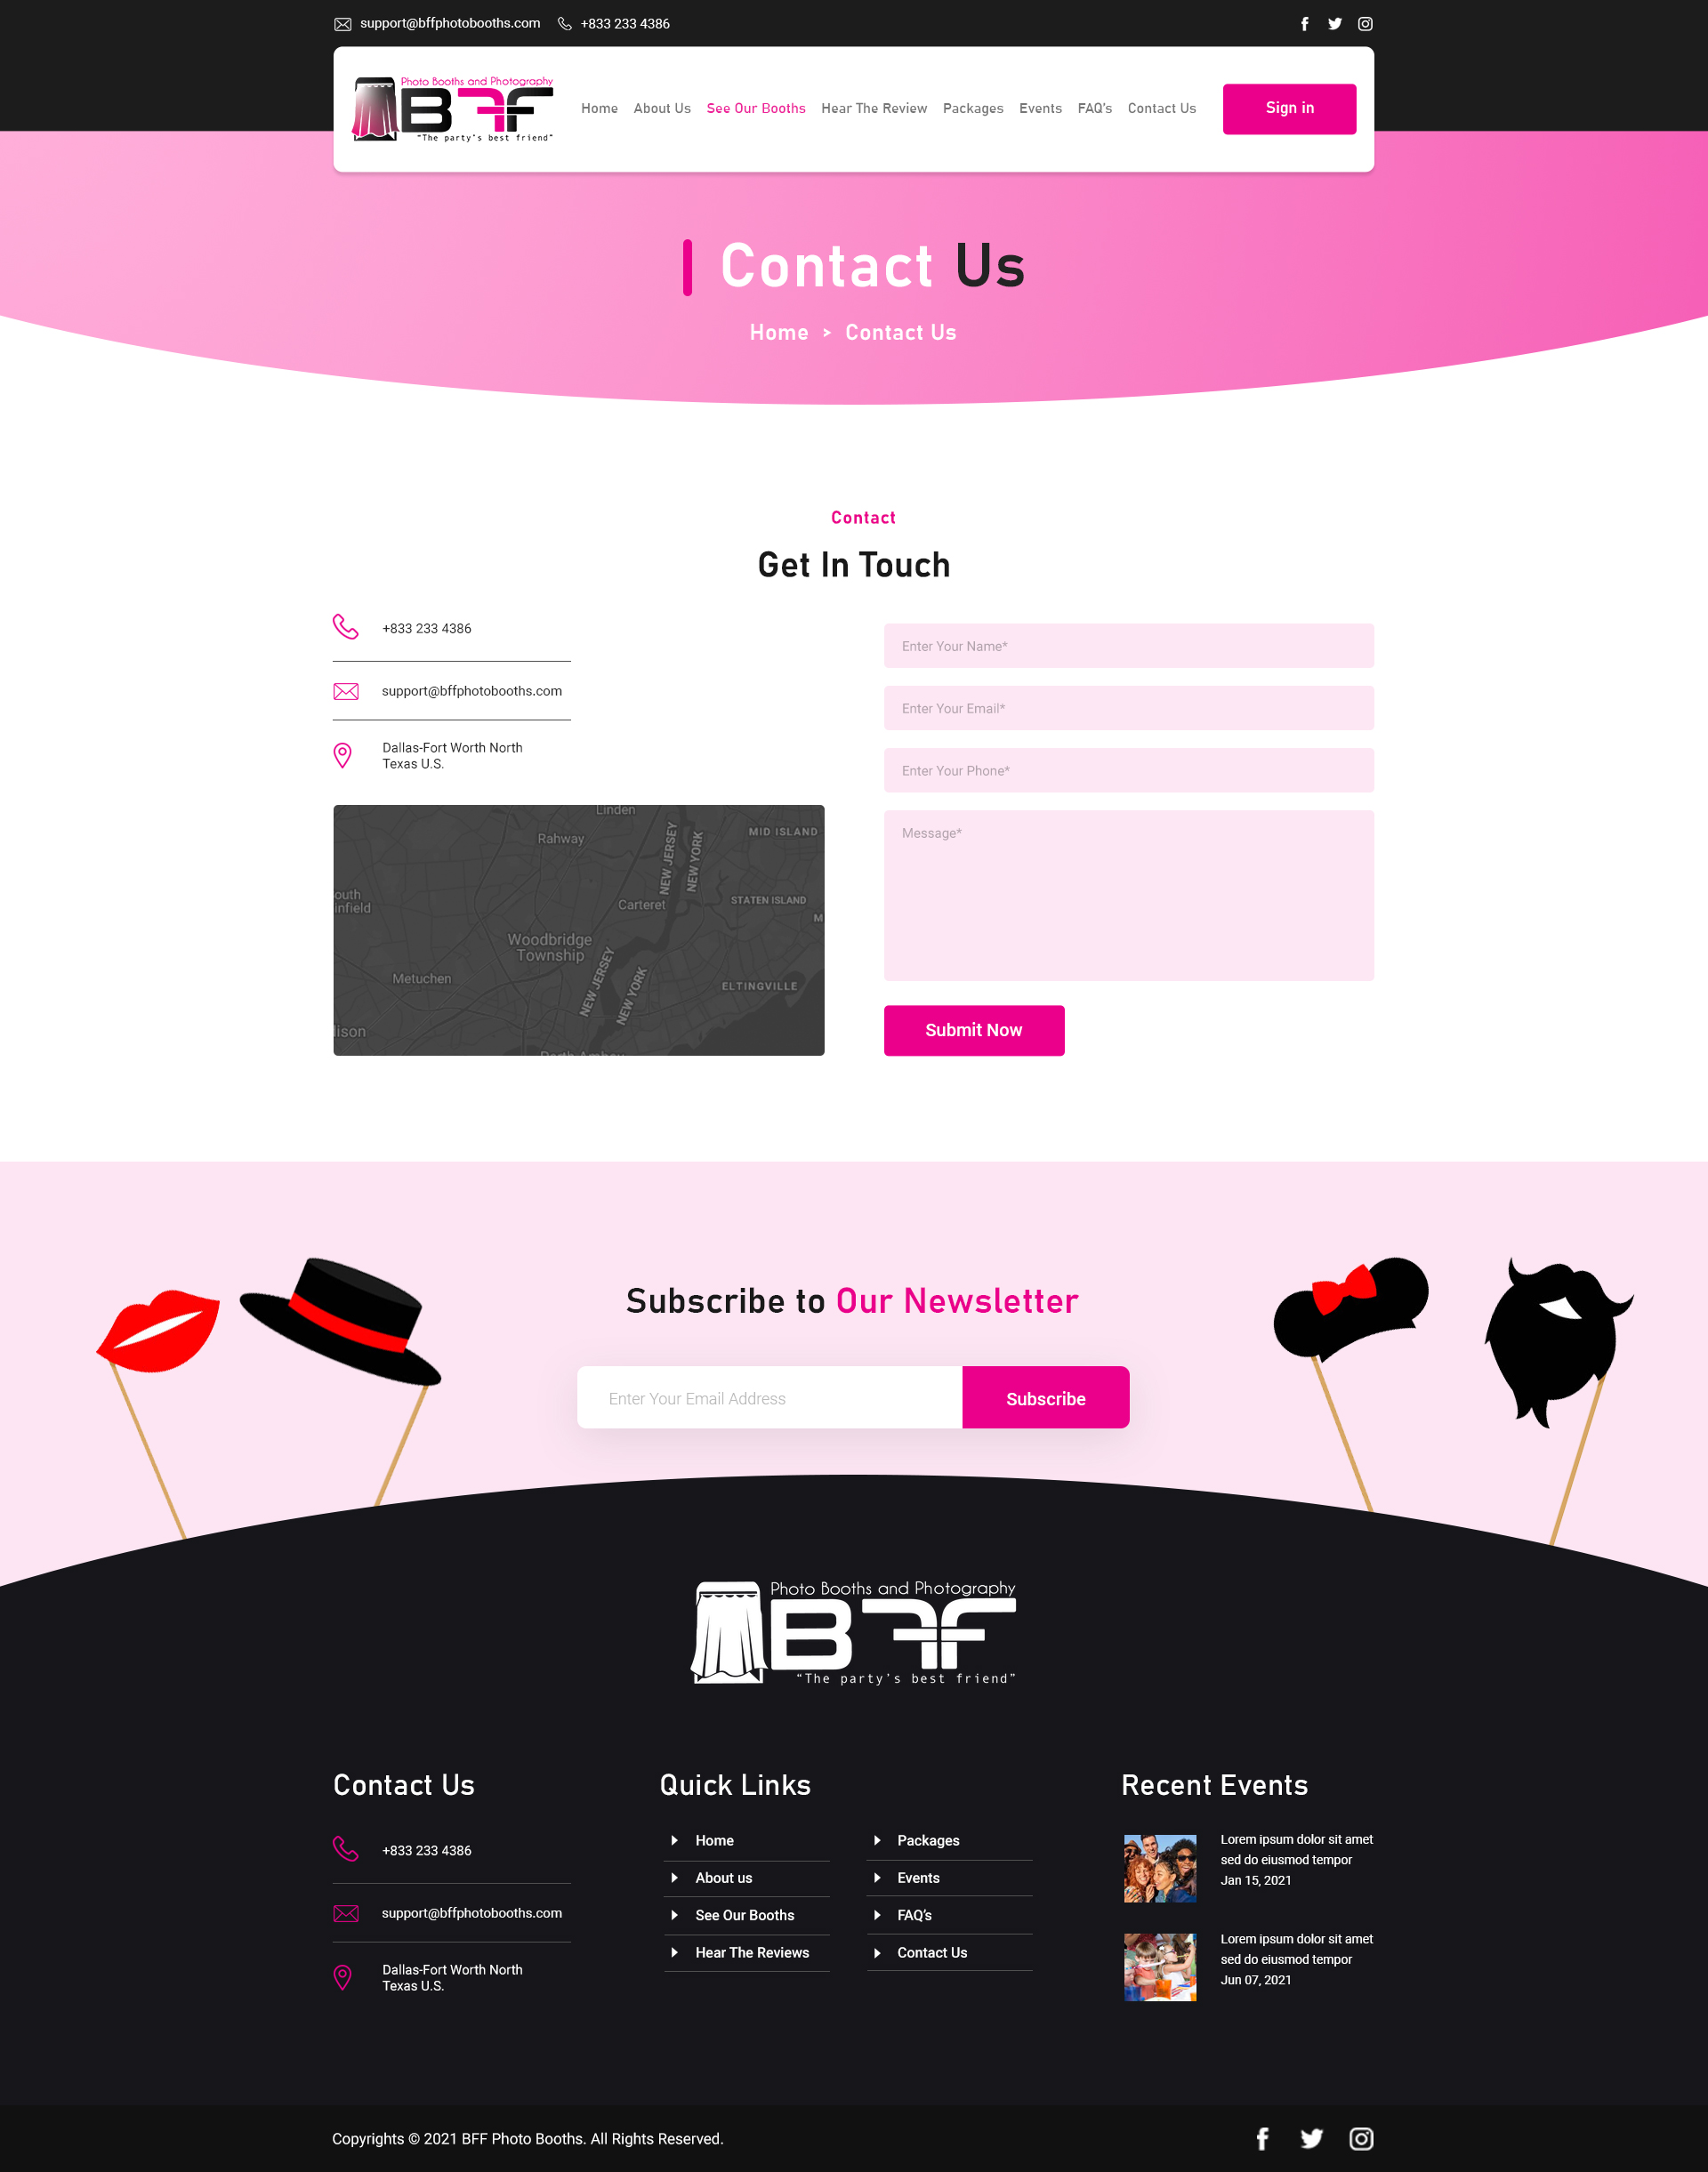 support@bffphotobooths.com +833 233 4386
Photo Booths and Photography
BFF
“The party’s best friend”
Home About Us See Our Booths Hear The Review Packages Events FAQ’s Contact Us Sign in
Contact Us
Home > Contact Us
Contact
Get In Touch
+833 233 4386
support@bffphotobooths.com
Dallas-Fort Worth North
Texas U.S.
Linden
Rahway
MID ISLAND
NEW JERSEY
NEW YORK
outh
infield
Carteret
STATEN ISLAND
M
Woodbridge
Township
Metuchen
NEW JERSEY
NEW YORK
ELTINGVILLE
lison
Perth Amboy
Enter Your Name*
Enter Your Email*
Enter Your Phone*
Message*
Submit Now
Subscribe to Our Newsletter
Enter Your Email Address Subscribe
Photo Booths and Photography
BFF
“The party’s best friend”
Contact Us
+833 233 4386
support@bffphotobooths.com
Dallas-Fort Worth North
Texas U.S.
Quick Links
Home
About us
See Our Booths
Hear The Reviews
Packages
Events
FAQ’s
Contact Us
Recent Events
Lorem ipsum dolor sit amet
sed do eiusmod tempor
Jan 15, 2021
Lorem ipsum dolor sit amet
sed do eiusmod tempor
Jun 07, 2021
Copyrights © 2021 BFF Photo Booths. All Rights Reserved.